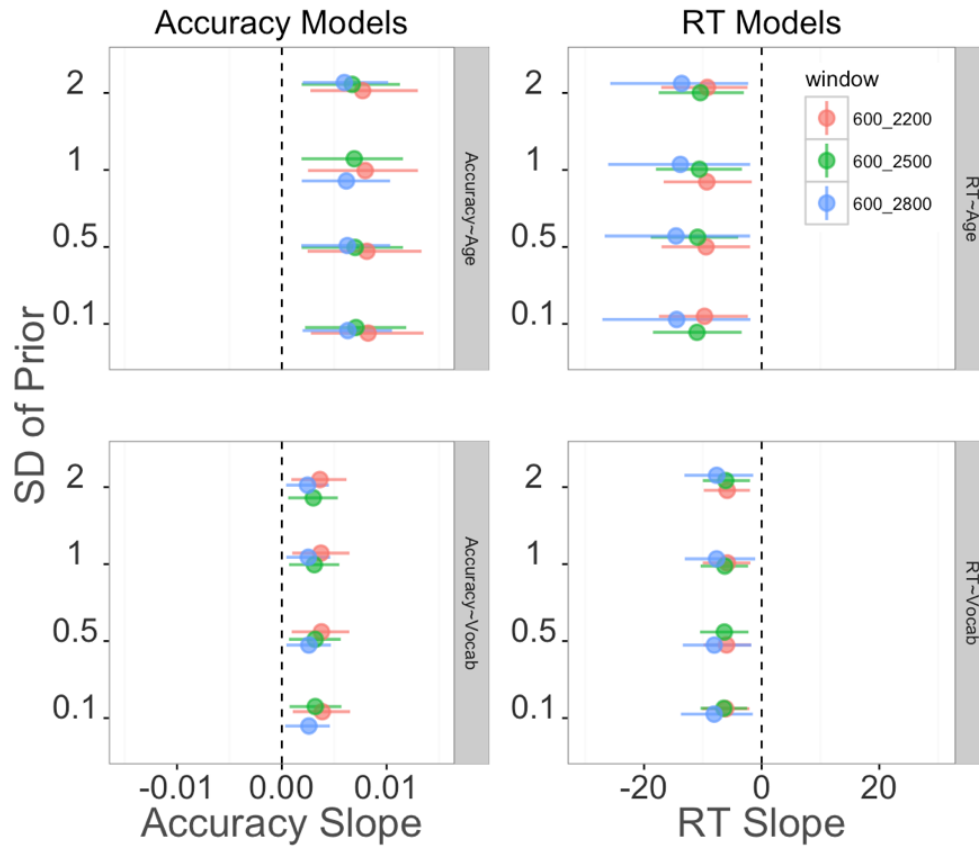 Accuracy Models
RT Models
SD of Prior
2
1
0.5
0.1
Accuracy~Age
RT~Age
window
600_2200
600_2500
600_2800
2
1
0.5
0.1
Accuracy~Vocab
2
1
0.5
0.1
RT~Vocab
2
1
0.5
0.1
-0.01 0.00 0.01
-20 0 20
Accuracy Slope
RT Slope